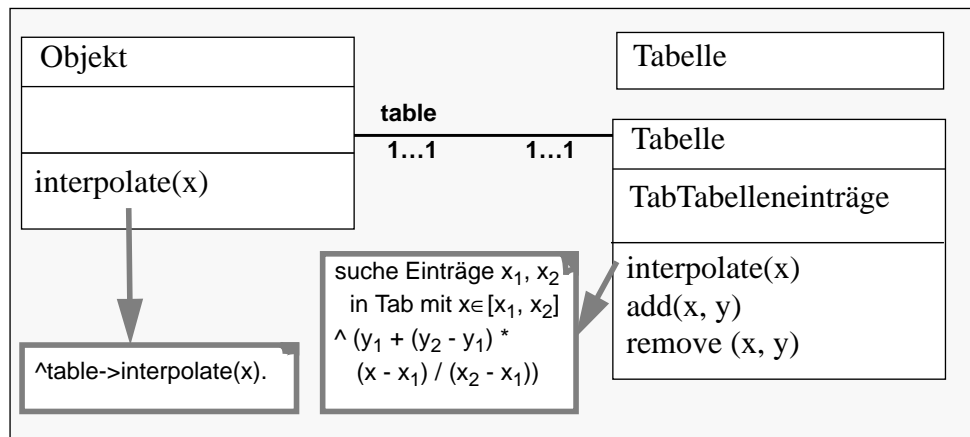 Objekt
interpolate(x)
^table->interpolate(x).
table
1...1
1...1
suche Einträge x₁, x₂
in Tab mit x∈[x₁, x₂]
^ (y₁ + (y₂ - y₁) *
(x - x₁) / (x₂ - x₁))
Tabelle
Tabelle
TabTabelleneinträge
interpolate(x)
add(x, y)
remove (x, y)